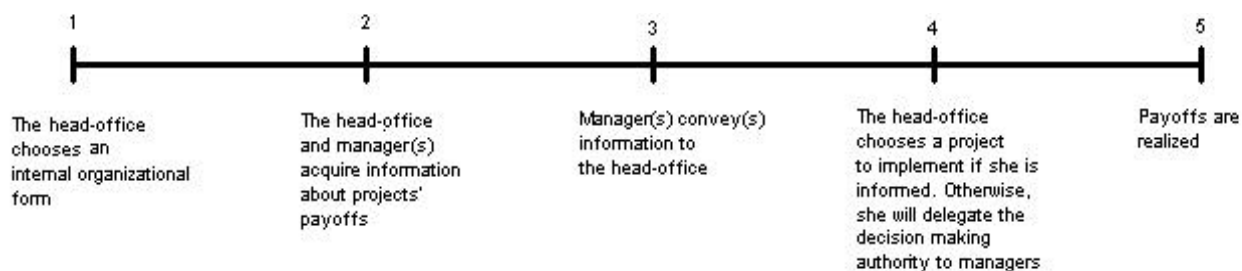 1
2
3
4
5
The head-office
chooses an
internal organizational
form
The head-office
and manager(s)
acquire information
about projects'
payoffs
Manager(s) convey(s)
information to
the head-office
The head-office
chooses a project
to implement if she is
informed. Otherwise,
she will delegate the
decision making
authority to managers
Payoffs are
realized